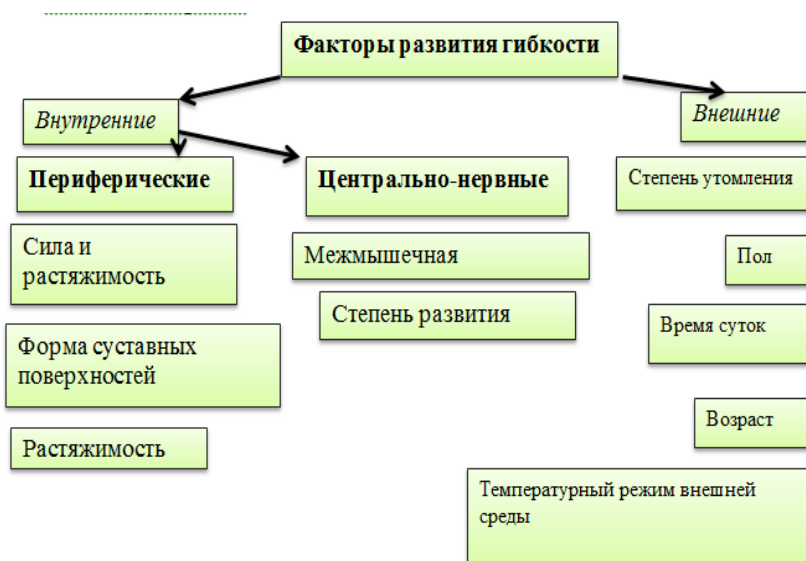 Факторы развития гибкости
Внутренние
Внешние
Периферические
Центрально-нервные
Степень утомления
Сила и
растяжимость
Межмышечная
Пол
Степень развития
Время суток
Форма суставных
поверхностей
Возраст
Растяжимость
Температурный режим внешней
среды